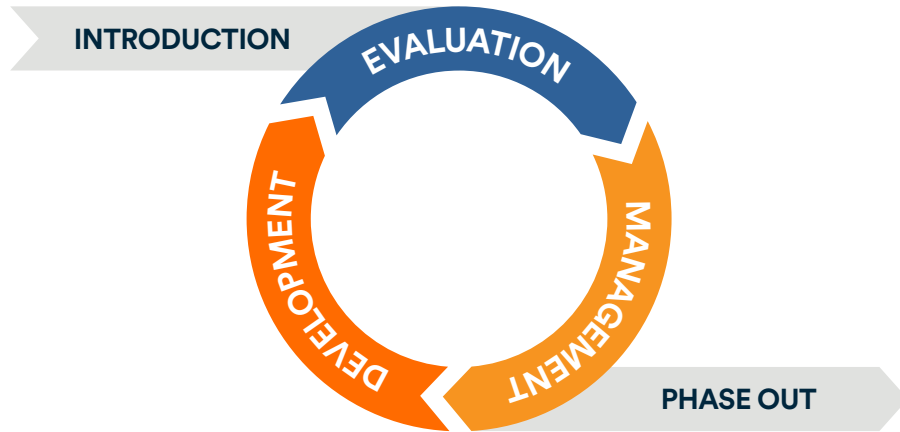 INTRODUCTION
EVALUATION
MANAGEMENT
DEVELOPMENT
PHASE OUT